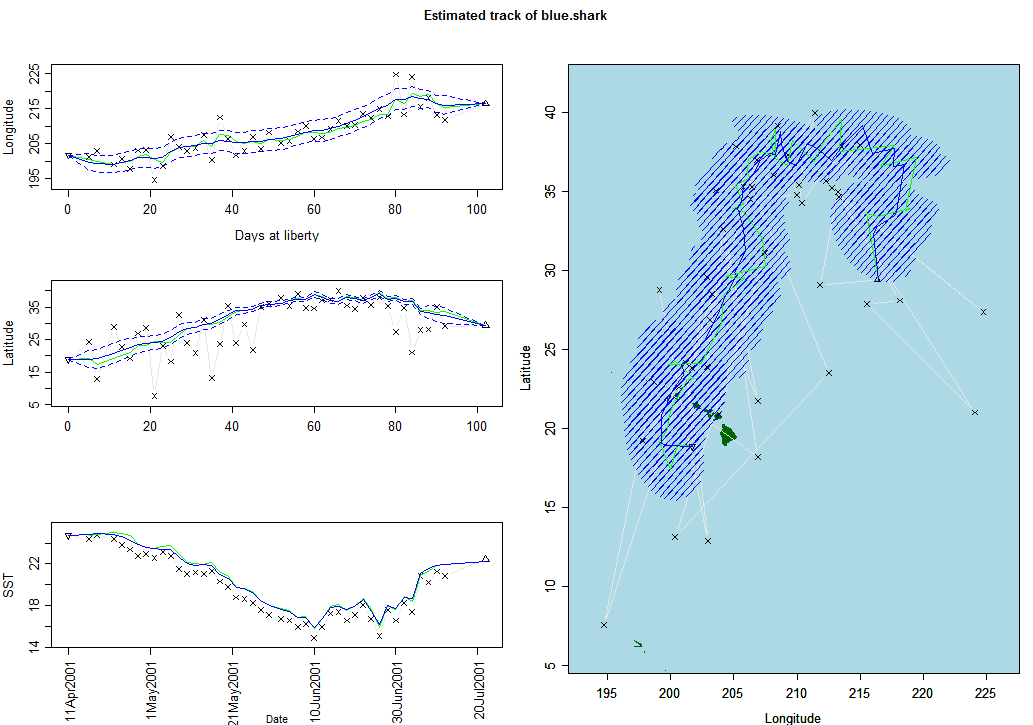 Estimated track of blue.shark
Longitude
195 205 215 225
0 20 40 60 80 100
Days at liberty
Latitude
5 15 25 35
0 20 40 60 80 100
SST
14 18 22
11Apr2001 1May2001 21May2001 10Jun2001 30Jun2001 20Jul2001
Date
Latitude
5 10 15 20 25 30 35 40
195 200 205 210 215 220 225
Longitude